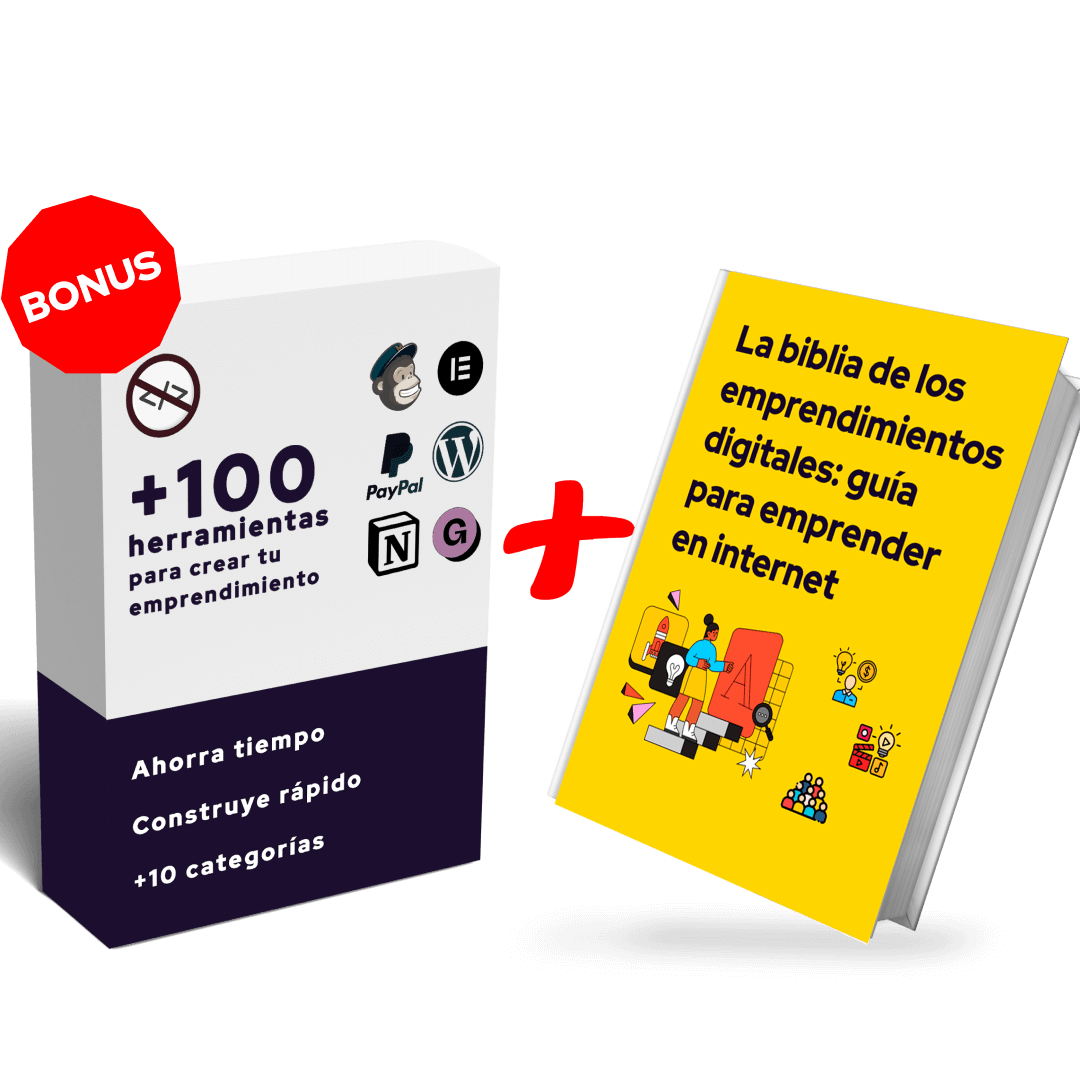 BONUS
+100
herramientas
para crear tu
emprendimiento
PayPal
N
G
Ahorra tiempo
Construye rápido
+10 categorías
La biblia de los
emprendimientos
digitales: guía
para emprender
en internet
A